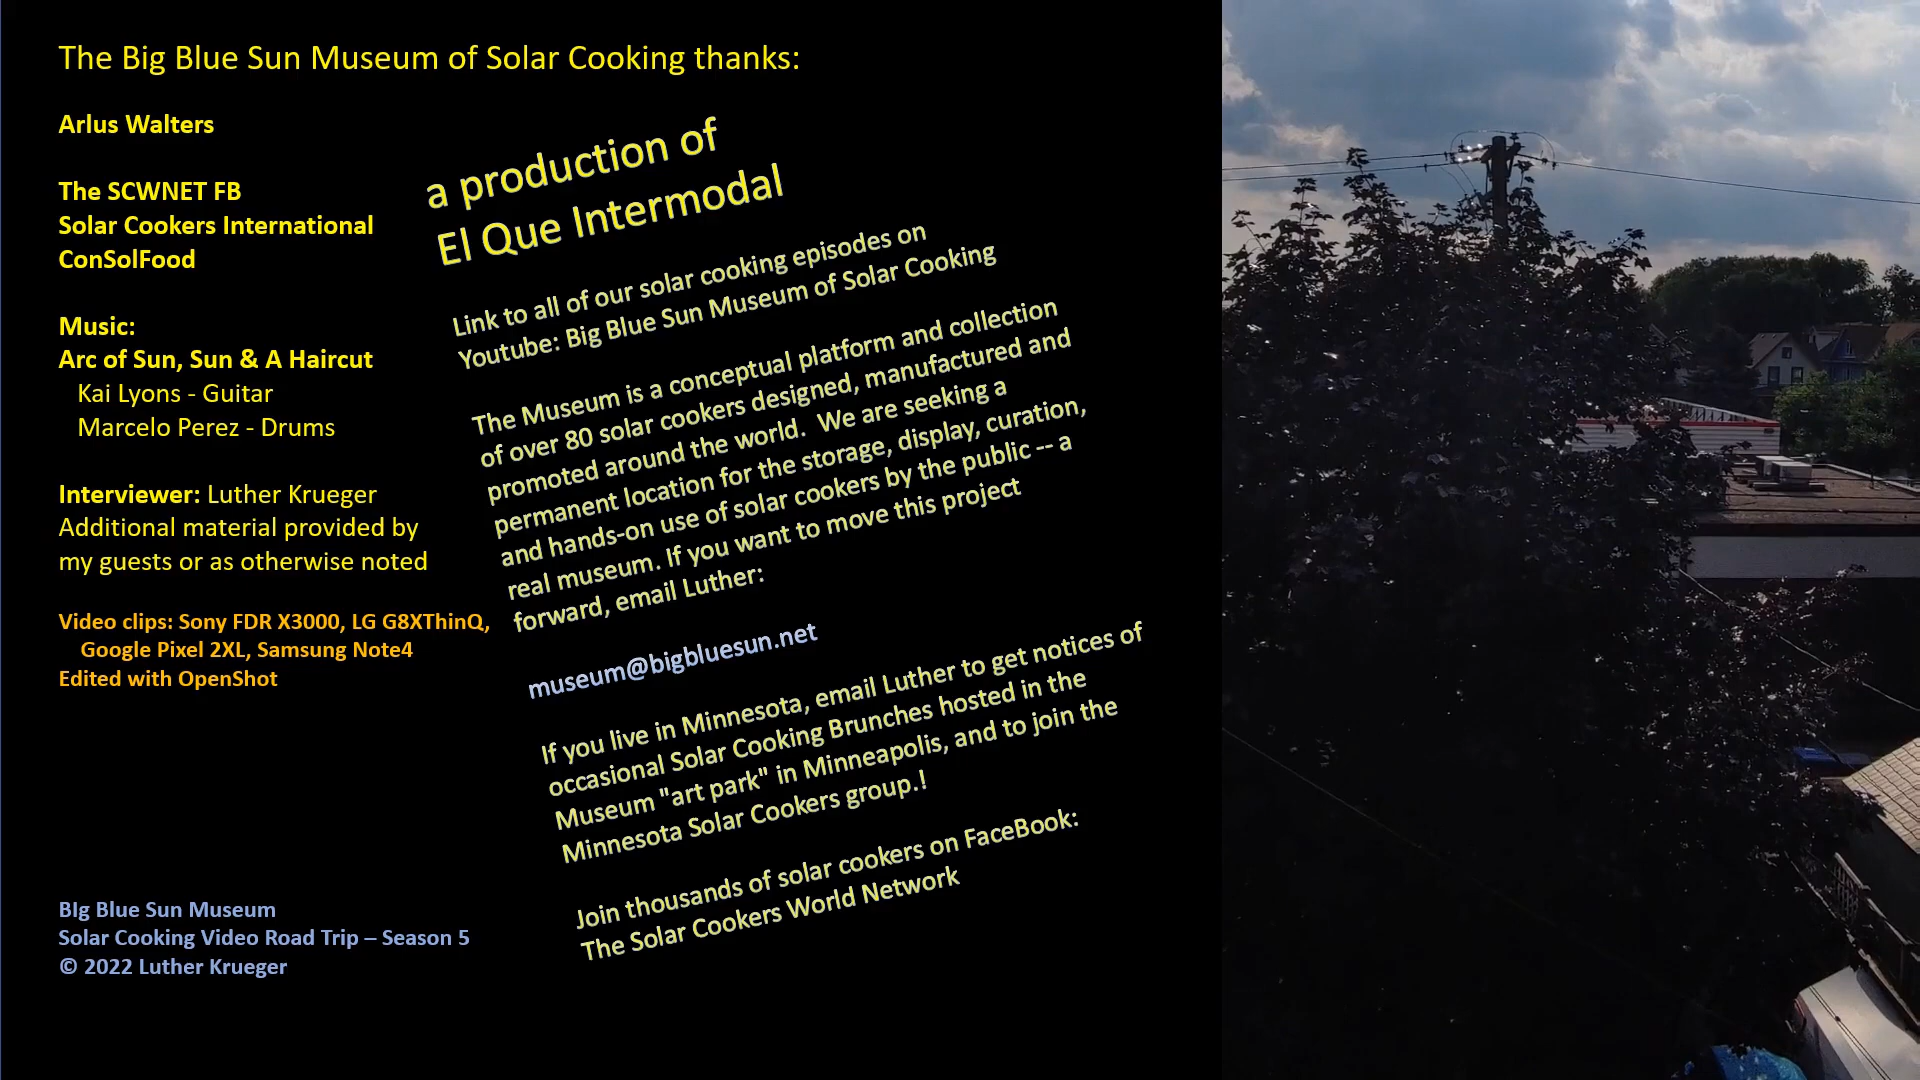 The Big Blue Sun Museum of Solar Cooking thanks:
Arlus Walters
The SCWNET FB
Solar Cookers International
ConSolFood
Music:
Arc of Sun, Sun & A Haircut
Kai Lyons - Guitar
Marcelo Perez - Drums
Interviewer: Luther Krueger
Additional material provided by
my guests or as otherwise noted
Video clips: Sony FDR X3000, LG G8XThinQ,
Google Pixel 2XL, Samsung Note4
Edited with OpenShot
BIg Blue Sun Museum
Solar Cooking Video Road Trip – Season 5
© 2022 Luther Krueger
a production of
El Que Intermodal
Link to all of our solar cooking episodes on
Youtube: Big Blue Sun Museum of Solar Cooking
The Museum is a conceptual platform and collection
of over 80 solar cookers designed, manufactured and
promoted around the world.  We are seeking a
permanent location for the storage, display, curation,
and hands-on use of solar cookers by the public -- a
real museum. If you want to move this project
forward, email Luther:
museum@bigbluesun.net
If you live in Minnesota, email Luther to get notices of
occasional Solar Cooking Brunches hosted in the
Museum "art park" in Minneapolis, and to join the
Minnesota Solar Cookers group.!
Join thousands of solar cookers on FaceBook:
The Solar Cookers World Network